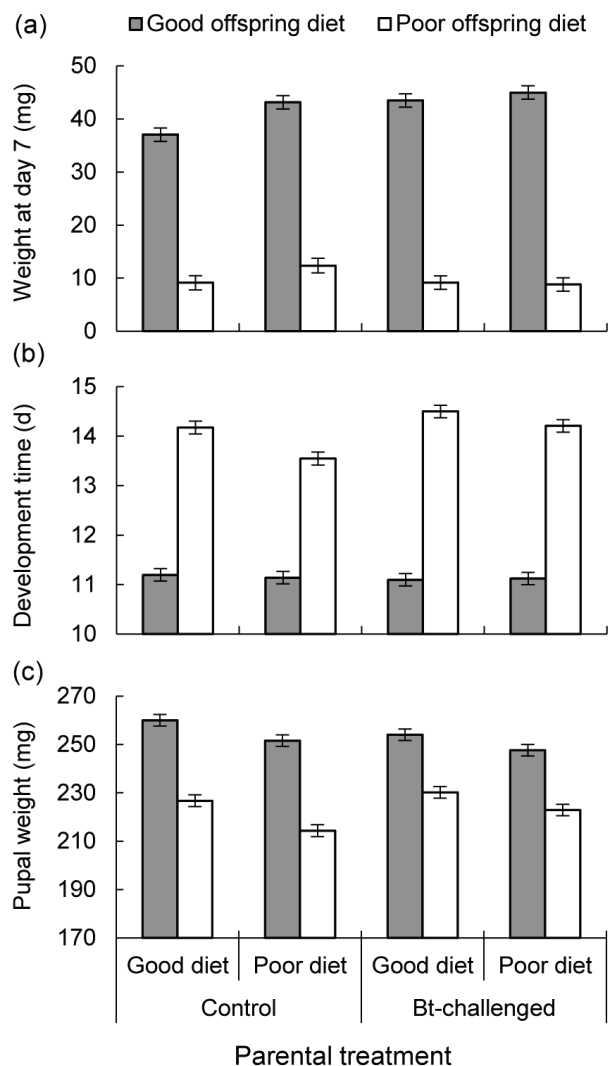 (a)
Good offspring diet Poor offspring diet
Weight at day 7 (mg)
50
40
30
20
10
0
(b)
Development time (d)
15
14
13
12
11
10
(c)
Pupal weight (mg)
270
250
230
210
190
170
Good diet Poor diet Good diet Poor diet
Control Bt-challenged
Parental treatment